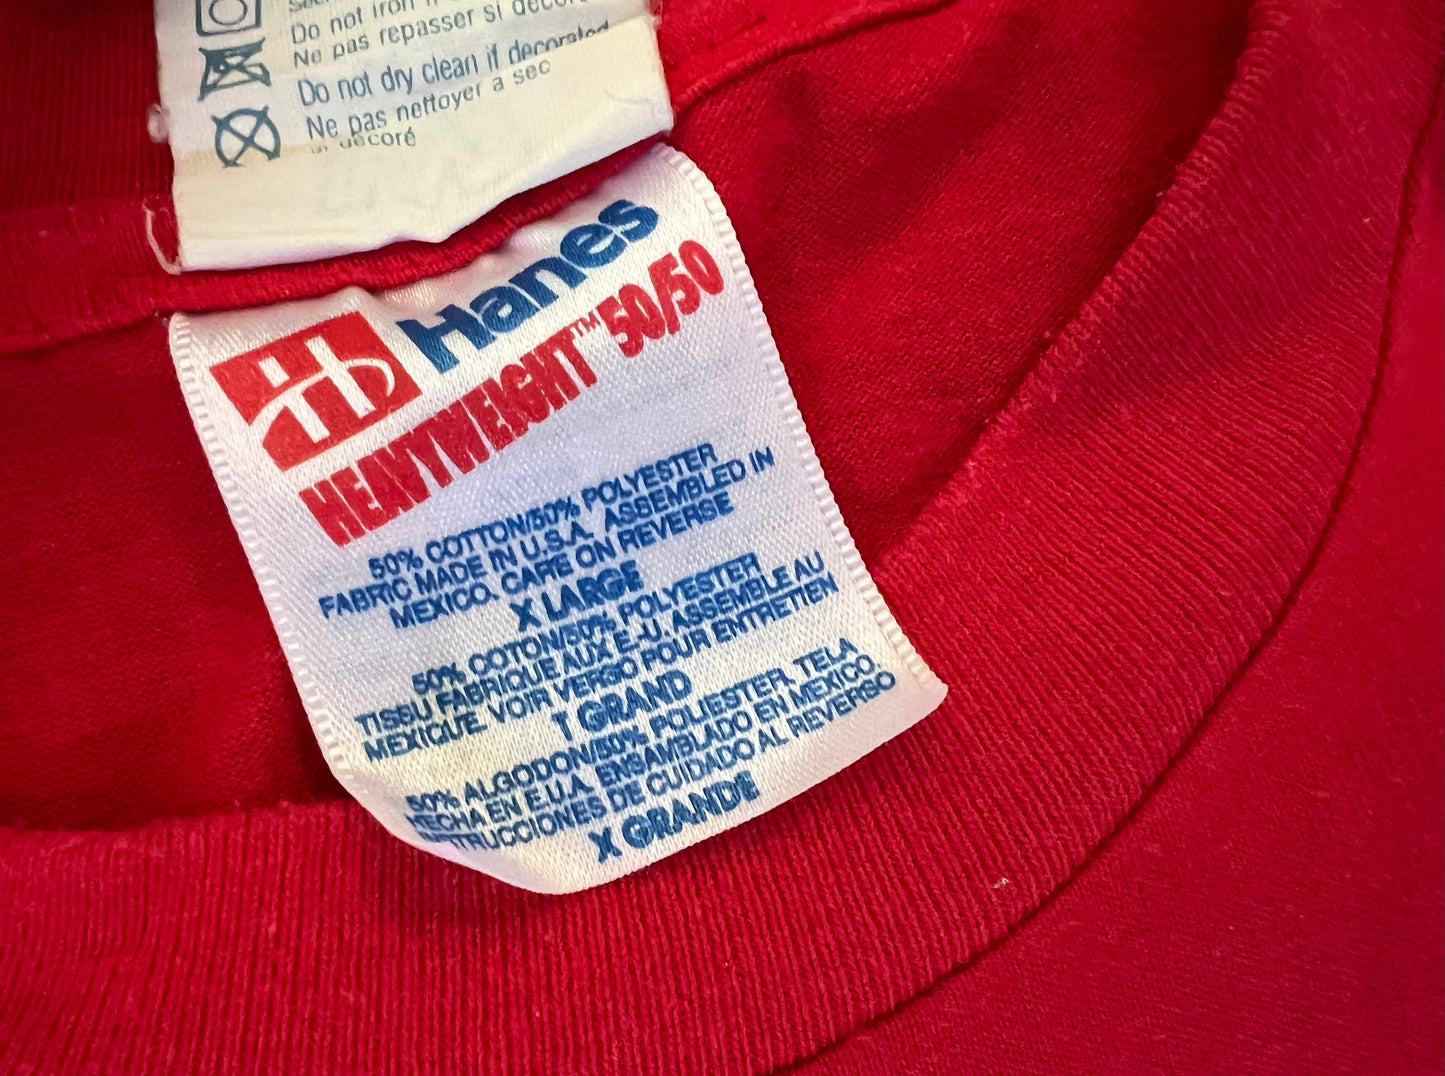 Do not iron if
Ne pas repasser si décoré
Do not dry clean if decorated
Ne pas nettoyer a sec
décoré
Hanes
HEAVYWEIGHT™ 50/50
50% COTTON/50% POLYESTER
FABRIC MADE IN U.S.A. ASSEMBLED IN
MEXICO. CARE ON REVERSE
X LARGE
50% COTON/50% POLYESTER
TISSU FABRIQUE AUX E-U. ASSEMBLE AU
MEXIQUE VOIR VERSO POUR ENTRETIEN
T GRAND
50% ALGODON/50% POLIESTER. TELA
HECHA EN E.U.A. ENSAMBLADO EN MEXICO.
INSTRUCCIONES DE CUIDADO AL REVERSO
X GRANDE